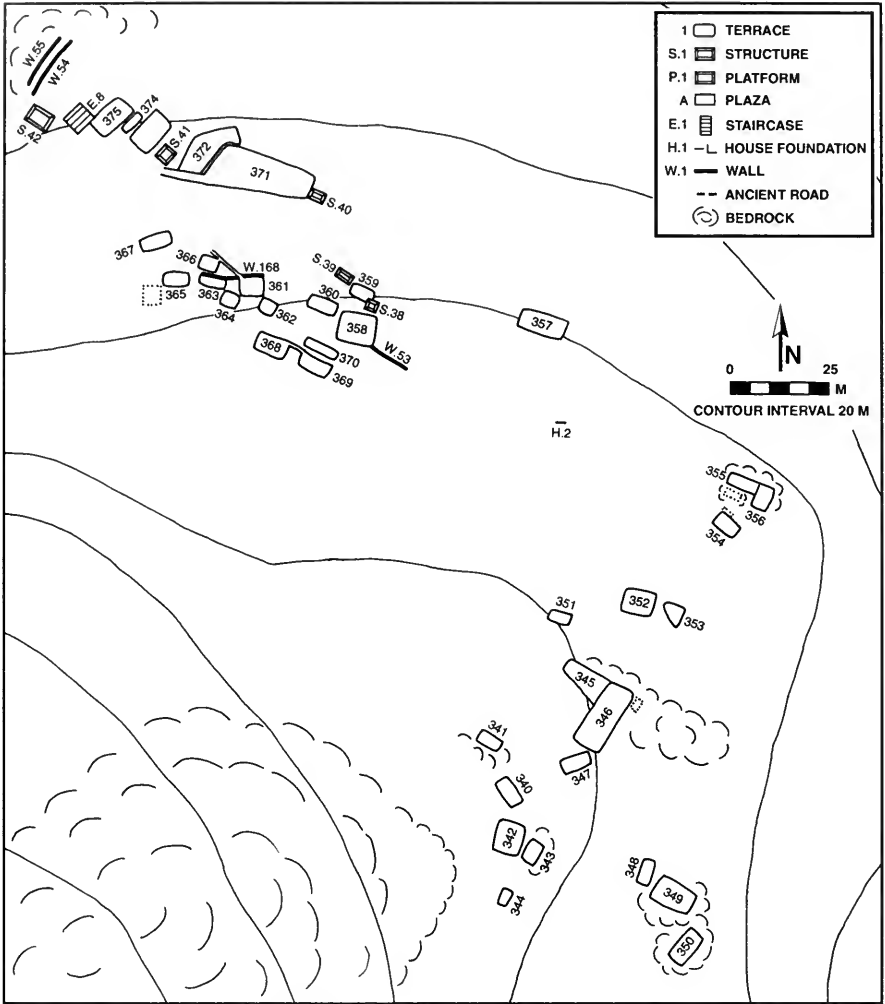 1 TERRACE
S.1 STRUCTURE
P.1 PLATFORM
A PLAZA
E.1 STAIRCASE
H.1 HOUSE FOUNDATION
W.1 WALL
ANCIENT ROAD
BEDROCK
W.55
W.54
E.8
S.42
375
374
S.41
372
371
S.40
367
366
W.168
361
365
363
364
362
S.39
359
360
S.38
358
W.53
368
370
369
357
N
0 25
M
CONTOUR INTERVAL 20 M
H.2
355
356
354
351
352
353
345
346
341
347
340
342
343
344
348
349
350